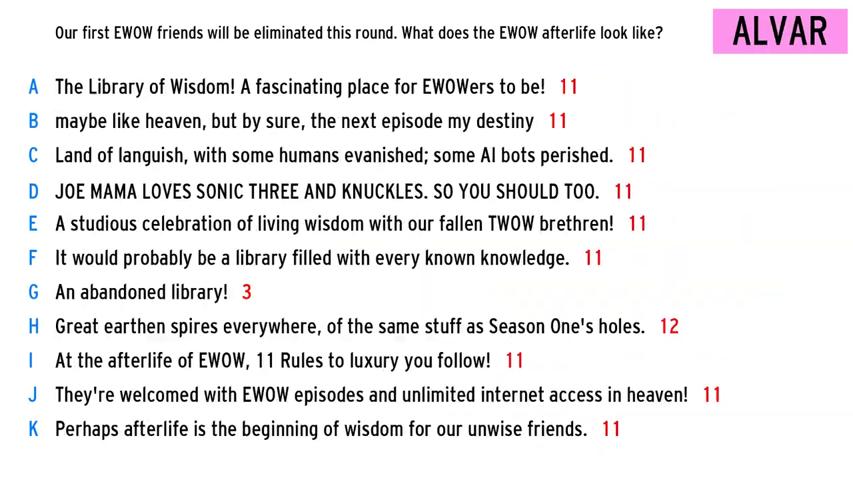 Our first EWOW friends will be eliminated this round. What does the EWOW afterlife look like?
ALVAR
A The Library of Wisdom! A fascinating place for EWOWers to be! 11
B maybe like heaven, but by sure, the next episode my destiny 11
C Land of languish, with some humans evanished; some AI bots perished. 11
D JOE MAMA LOVES SONIC THREE AND KNUCKLES. SO YOU SHOULD TOO. 11
E A studious celebration of living wisdom with our fallen TWOW brethren! 11
F It would probably be a library filled with every known knowledge. 11
G An abandoned library! 3
H Great earthen spires everywhere, of the same stuff as Season One's holes. 12
I At the afterlife of EWOW, 11 Rules to luxury you follow! 11
J They're welcomed with EWOW episodes and unlimited internet access in heaven! 11
K Perhaps afterlife is the beginning of wisdom for our unwise friends. 11